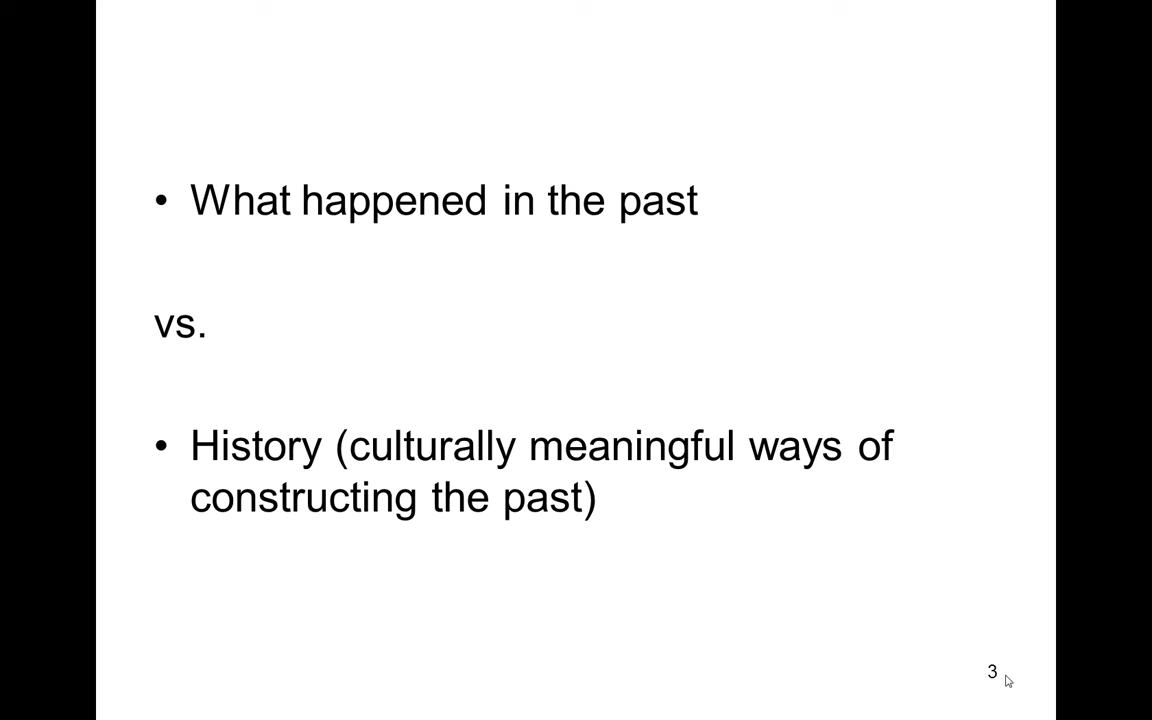 • What happened in the past
vs.
• History (culturally meaningful ways of
constructing the past)
3